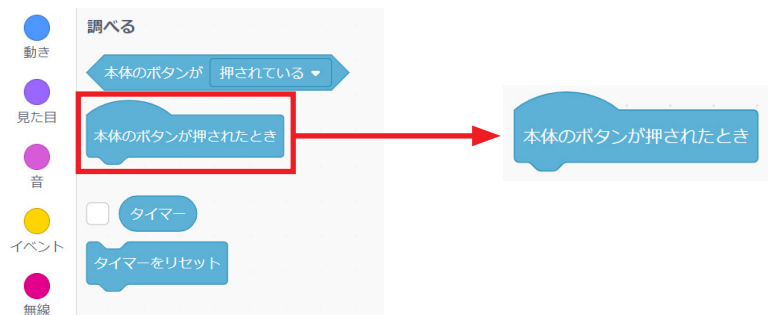 動き
見た目
音
イベント
無線
調べる
本体のボタンが 押されている
本体のボタンが押されたとき
タイマー
タイマーをリセット
本体のボタンが押されたとき